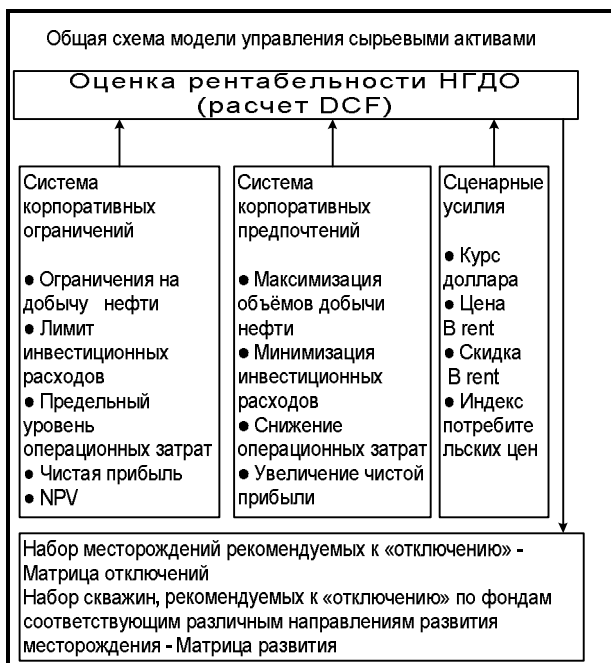 Общая схема модели управления сырьевыми активами
Оценка рентабельности НГДО
(расчет DCF)
Система
корпоративных
ограничений
● Ограничения на
добычу нефти
● Лимит
инвестиционных
расходов
● Предельный
уровень
операционных затрат
● Чистая прибыль
● NPV
Система
корпоративных
предпочтений
● Максимизация
объёмов добычи
нефти
● Минимизация
инвестиционных
расходов
● Снижение
операционных затрат
● Увеличение чистой
прибыли
Сценарные
усилия
● Курс
доллара
● Цена
B rent
● Скидка
B rent
● Индекс
потребите
льских цен
Набор месторождений рекомендуемых к «отключению» -
Матрица отключений
Набор скважин, рекомендуемых к «отключению» по фондам
соответствующим различным направлениям развития
месторождения - Матрица развития